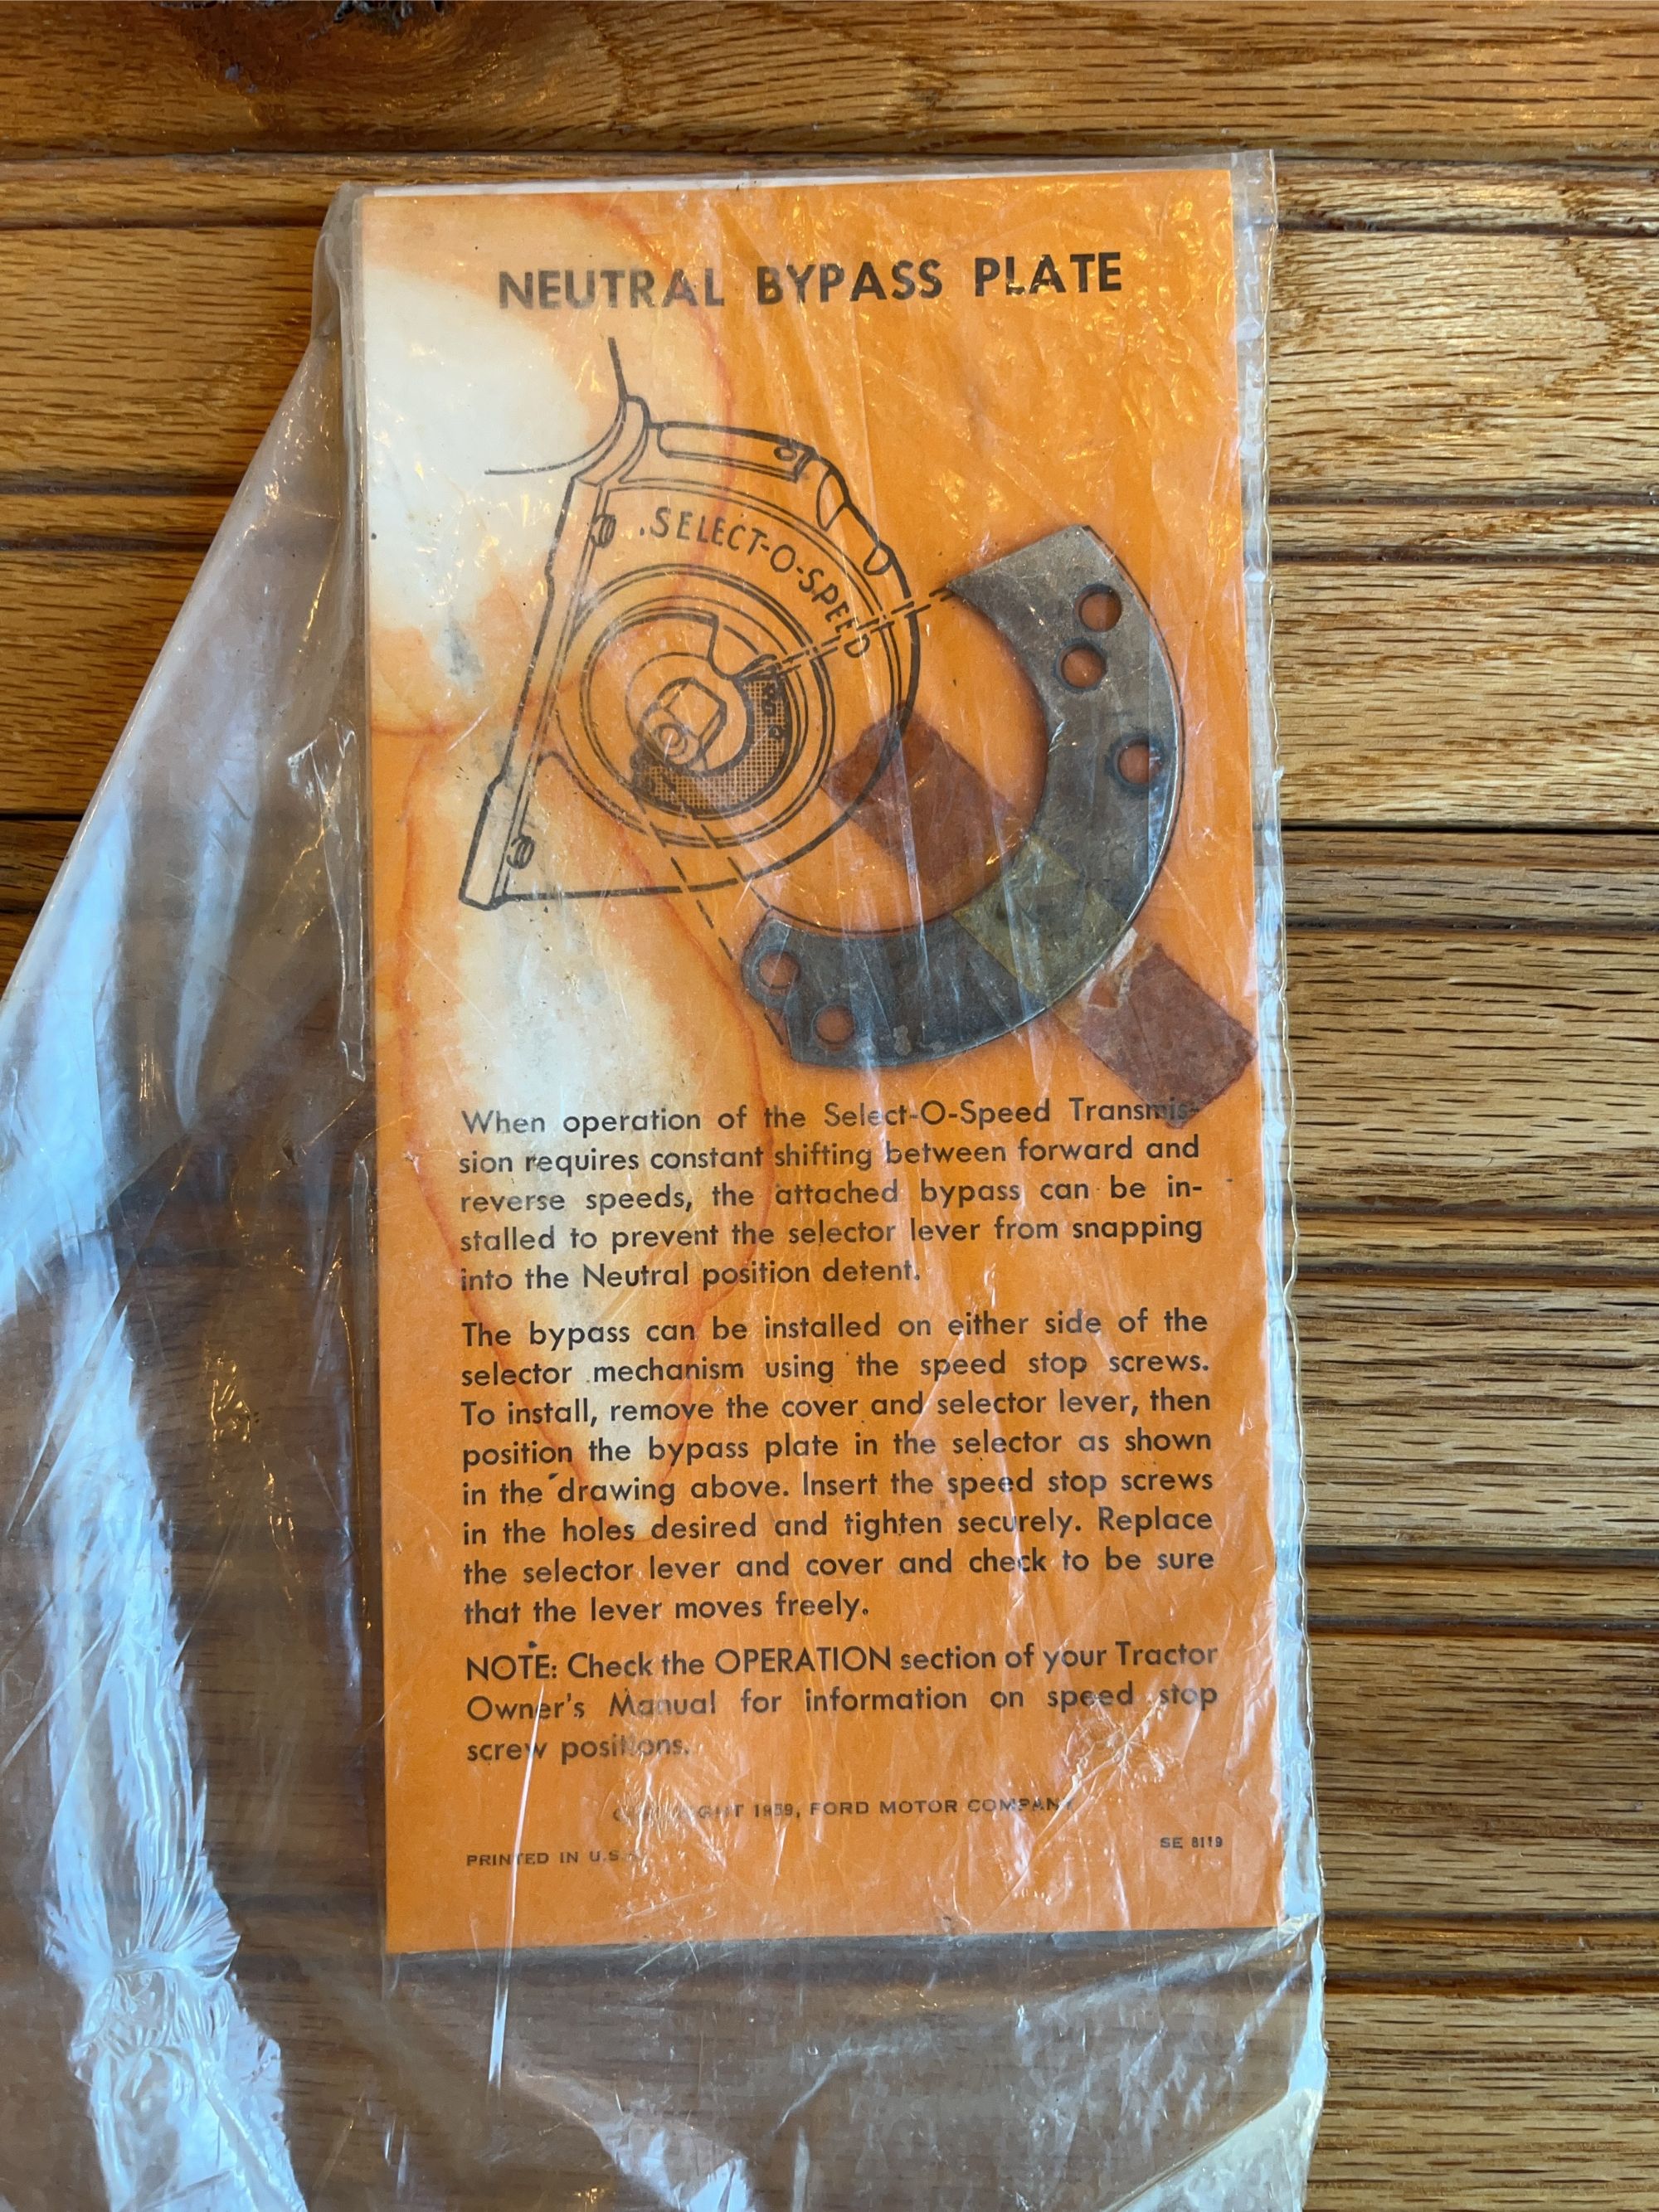 NEUTRAL BYPASS PLATE
.SELECT-O-SPEED
When operation of the Select-O-Speed Transmis-
sion requires constant shifting between forward and
reverse speeds, the attached bypass can be in-
stalled to prevent the selector lever from snapping
into the Neutral position detent.
The bypass can be installed on either side of the
selector mechanism using the speed stop screws.
To install, remove the cover and selector lever, then
position the bypass plate in the selector as shown
in the drawing above. Insert the speed stop screws
in the holes desired and tighten securely. Replace
the selector lever and cover and check to be sure
that the lever moves freely.
NOTE: Check the OPERATION section of your Tractor
Owner's Manual for information on speed stop
screw positions.
COPYRIGHT 1959, FORD MOTOR COMPANY
SE 8119
PRINTED IN U.S.A.